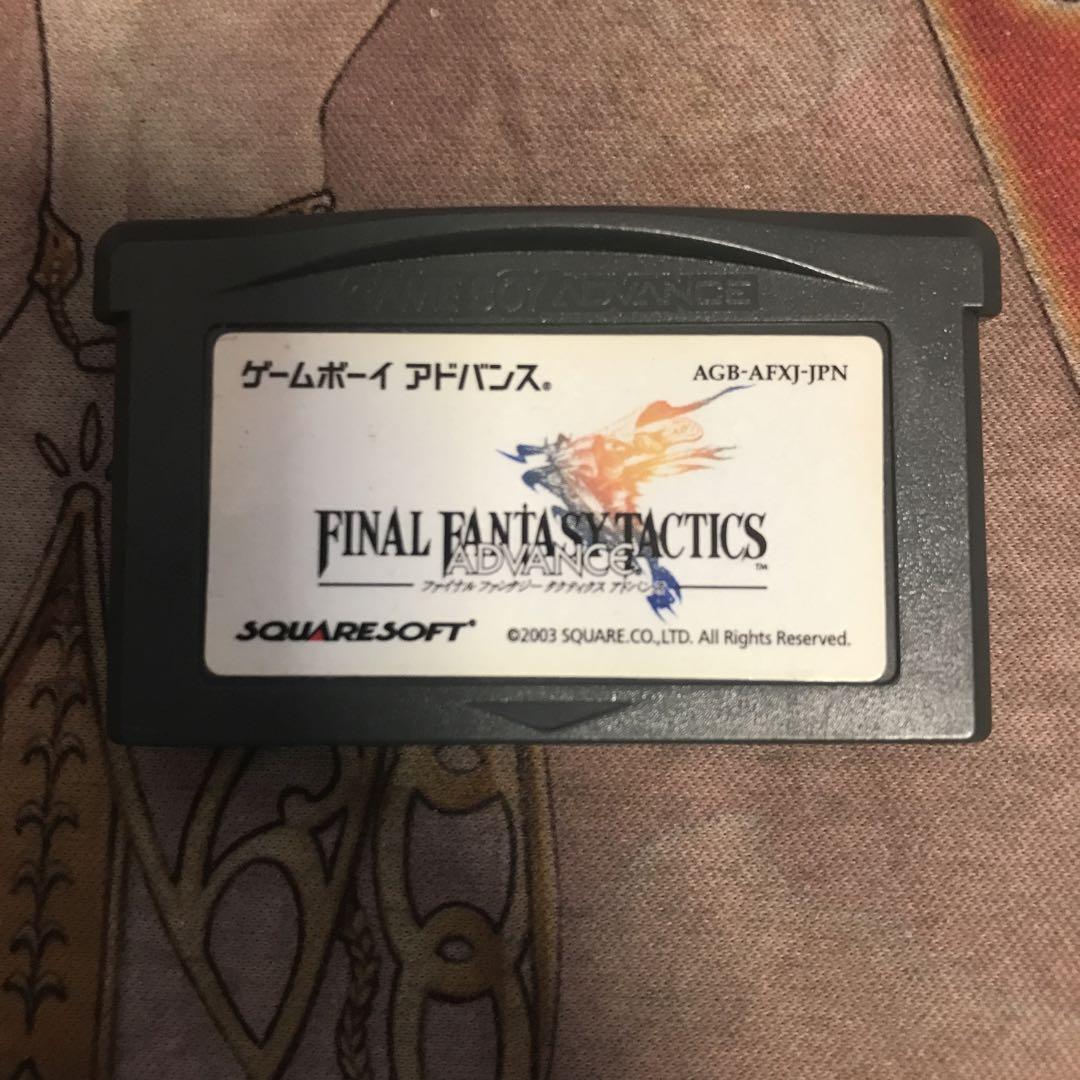 GAME BOY ADVANCE
ゲームボーイ アドバンス®
AGB-AFXJ-JPN
FINAL FANTASY TACTICS™
ADVANCE
ファイナル ファンタジー タクティクス アドバンス
SQUARESOFT®
©2003 SQUARE.CO.,LTD. All Rights Reserved.